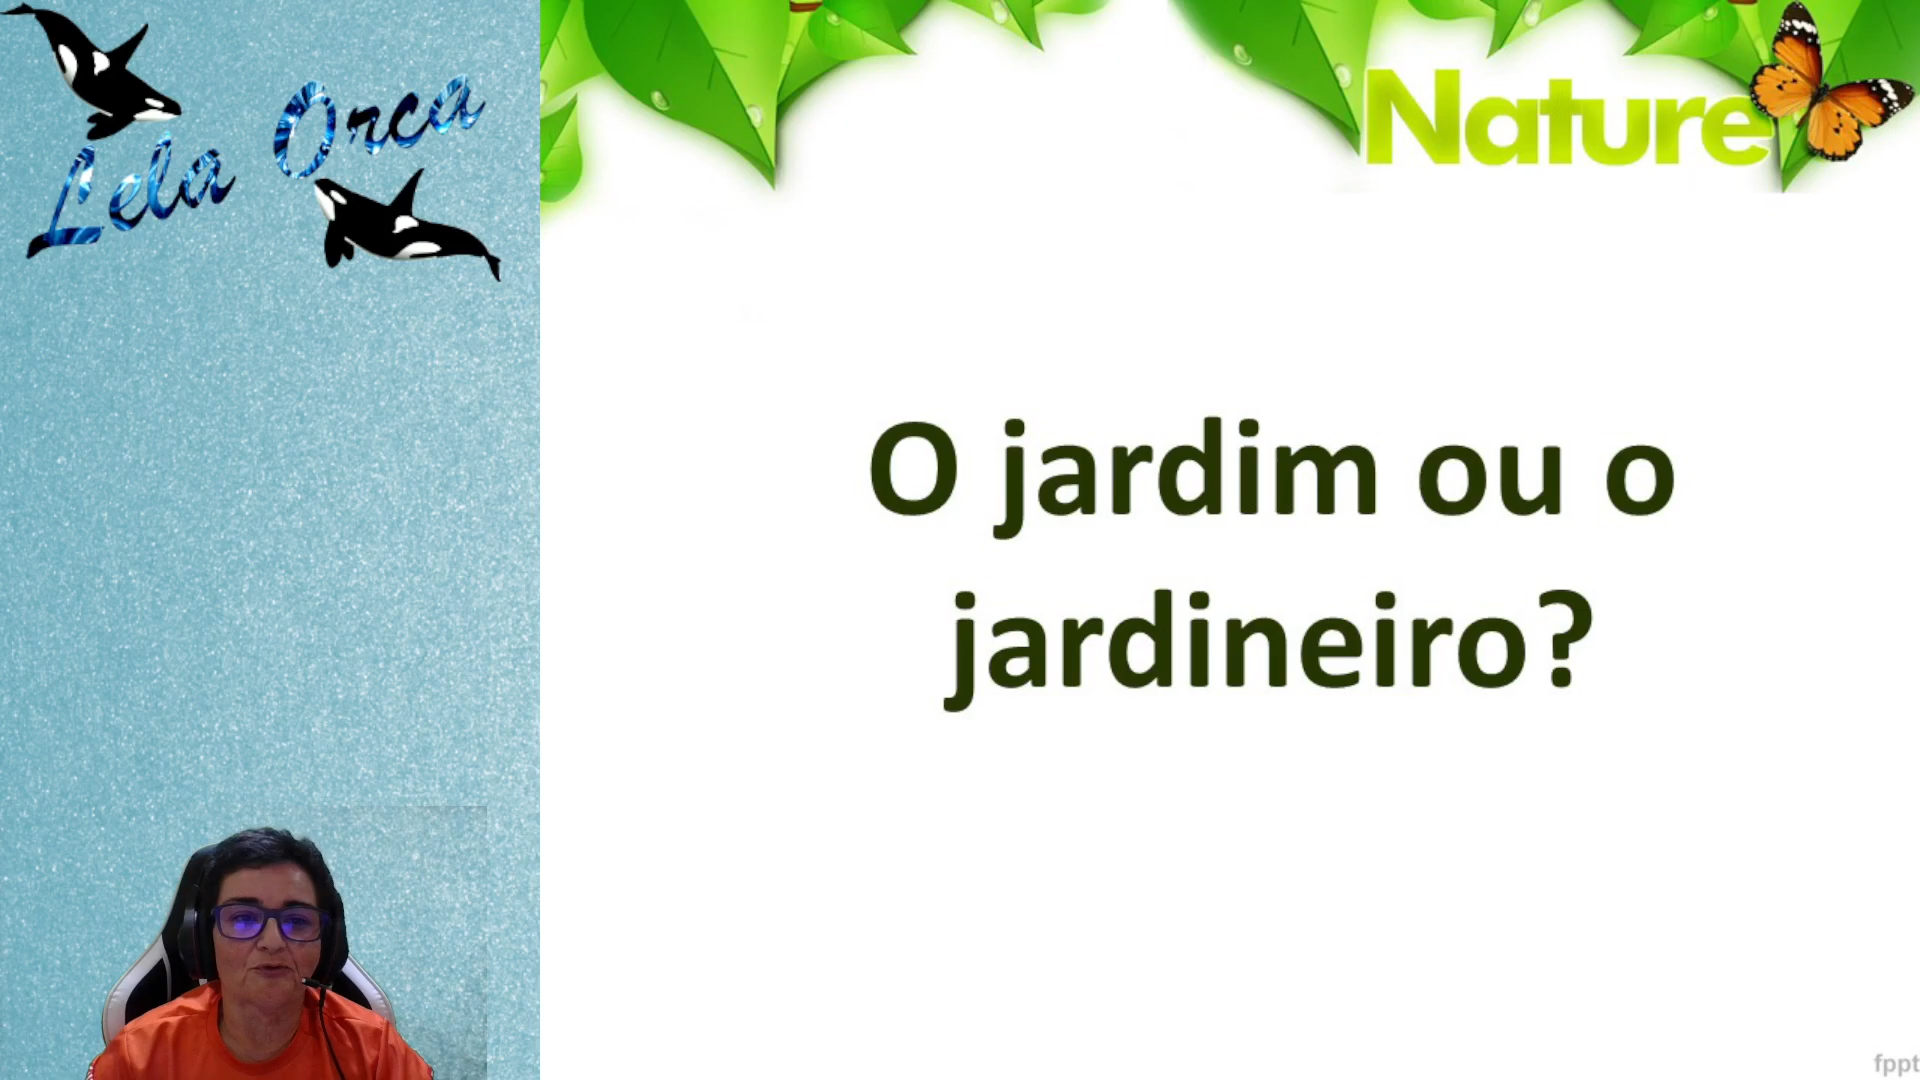 Lela Orca
Nature
O jardim ou o
jardineiro?
fppt